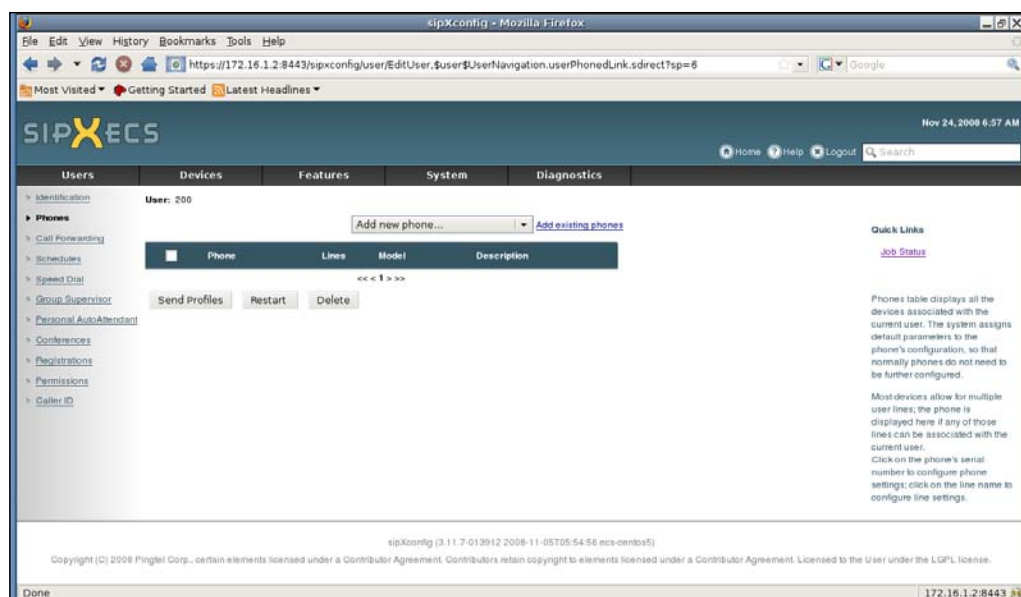 sipXconfig - Mozilla Firefox
File Edit View History Bookmarks Tools Help
https://172.16.1.2:8443/sipxconfig/user/EditUser,$user$UserNavigation.userPhonedLink.sdirect?sp=6
Google
Most Visited Getting Started Latest Headlines
SIPXECS
Nov 24, 2008 6:57 AM
Home Help Logout Search
Users Devices Features System Diagnostics
Identification
Phones
Call Forwarding
Schedules
Speed Dial
Group Supervisor
Personal AutoAttendant
Conferences
Registrations
Permissions
Caller ID
User: 200
Add new phone... Add existing phones
Phone Lines Model Description
<< < 1 > >>
Send Profiles Restart Delete
Quick Links
Job Status
Phones table displays all the
devices associated with the
current user. The system assigns
default parameters to the
phone's configuration, so that
normally phones do not need to
be further configured.
Most devices allow for multiple
user lines; the phone is
displayed here if any of those
lines can be associated with the
current user.
Click on the phone's serial
number to configure phone
settings; click on the line name to
configure line settings.
sipXconfig (3.11.7-013912 2008-11-05T05:54:56 ecs-centos5)
Copyright (C) 2008 Pingtel Corp., certain elements licensed under a Contributor Agreement. Contributors retain copyright to elements licensed under a Contributor Agreement. Licensed to the User under the LGPL license.
Done
172.16.1.2:8443